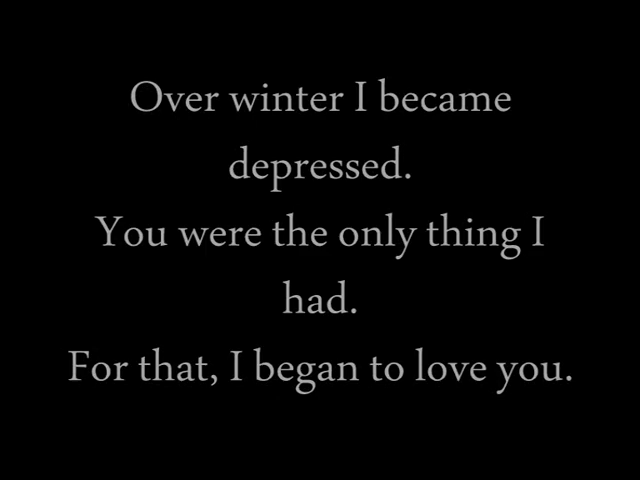 Over winter I became
depressed.
You were the only thing I
had.
For that, I began to love you.